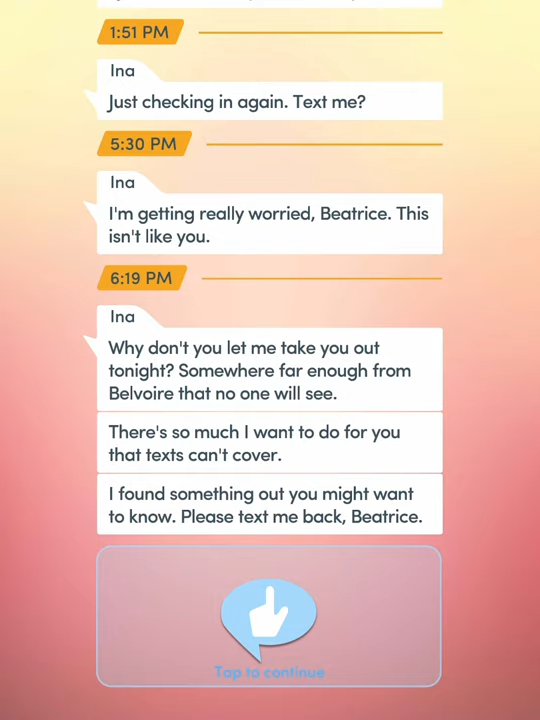 1:51 PM
Ina
Just checking in again. Text me?
5:30 PM
Ina
I'm getting really worried, Beatrice. This
isn't like you.
6:19 PM
Ina
Why don't you let me take you out
tonight? Somewhere far enough from
Belvoire that no one will see.
There's so much I want to do for you
that texts can't cover.
I found something out you might want
to know. Please text me back, Beatrice.
Tap to continue